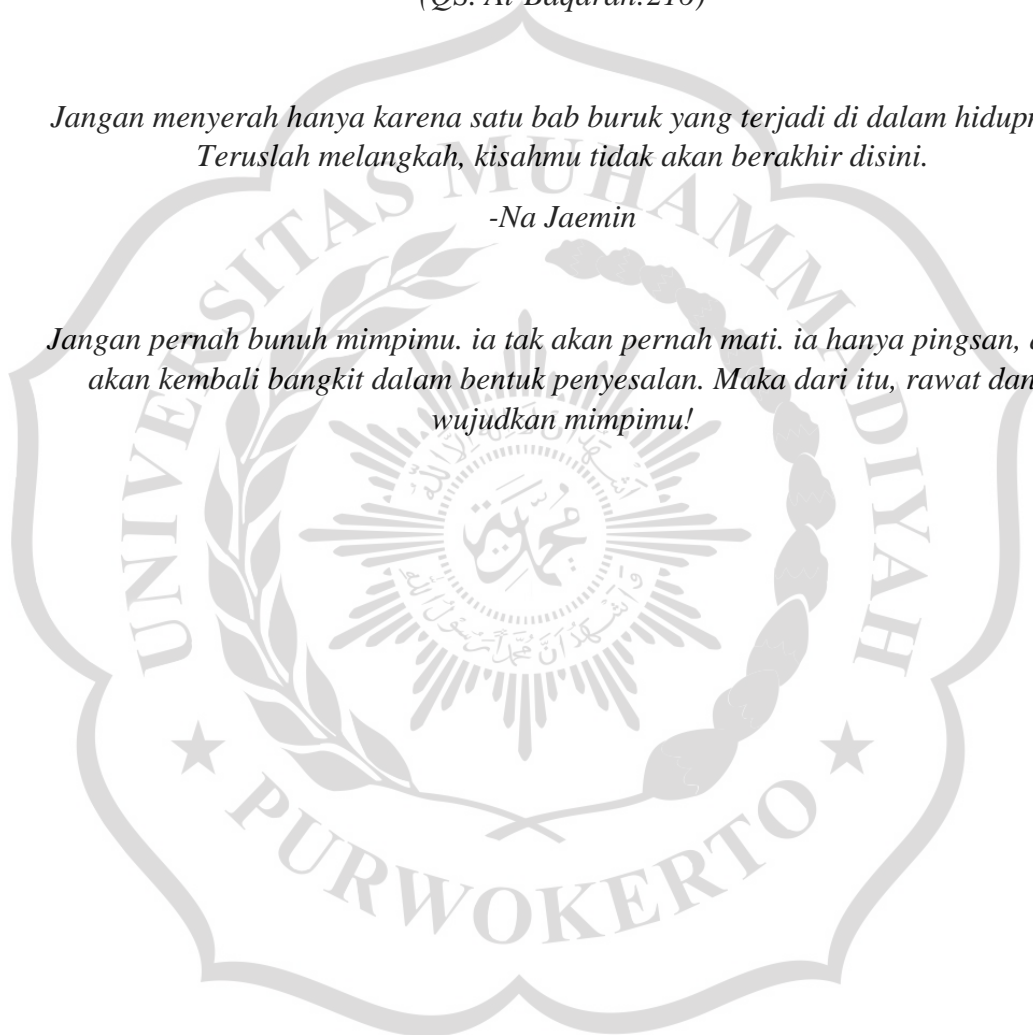 (QS. Al-Baqarah:216)
Jangan menyerah hanya karena satu bab buruk yang terjadi di dalam
Teruslah melangkah, kisahmu tidak akan berakhir disini.
-Na Jaemin
Jangan pernah bunuh mimpimu. ia tak akan pernah mati. ia hanya pingsan,
akan kembali bangkit dalam bentuk penyesalan. Maka dari itu, rawat dan
wujudkan mimpimu!
UNIVERSITAS MUHAMMADIYAH
PURWOKERTO